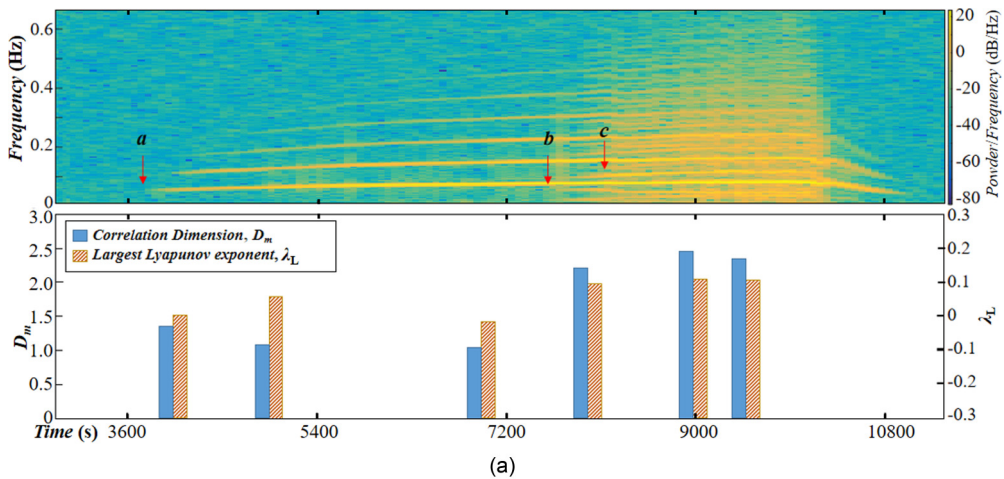 Frequency (Hz)
0.6
0.4
0.2
0
a
b
c
20
0
-20
-40
-60
-80
Powder/Frequency (dB/Hz)
Correlation Dimension, Dm
Largest Lyapunov exponent, λL
Dm
3.0
2.5
2.0
1.5
1.0
0.5
0
0.3
0.2
0.1
0
-0.1
-0.2
-0.3
λL
Time (s) 3600 5400 7200 9000 10800
(a)